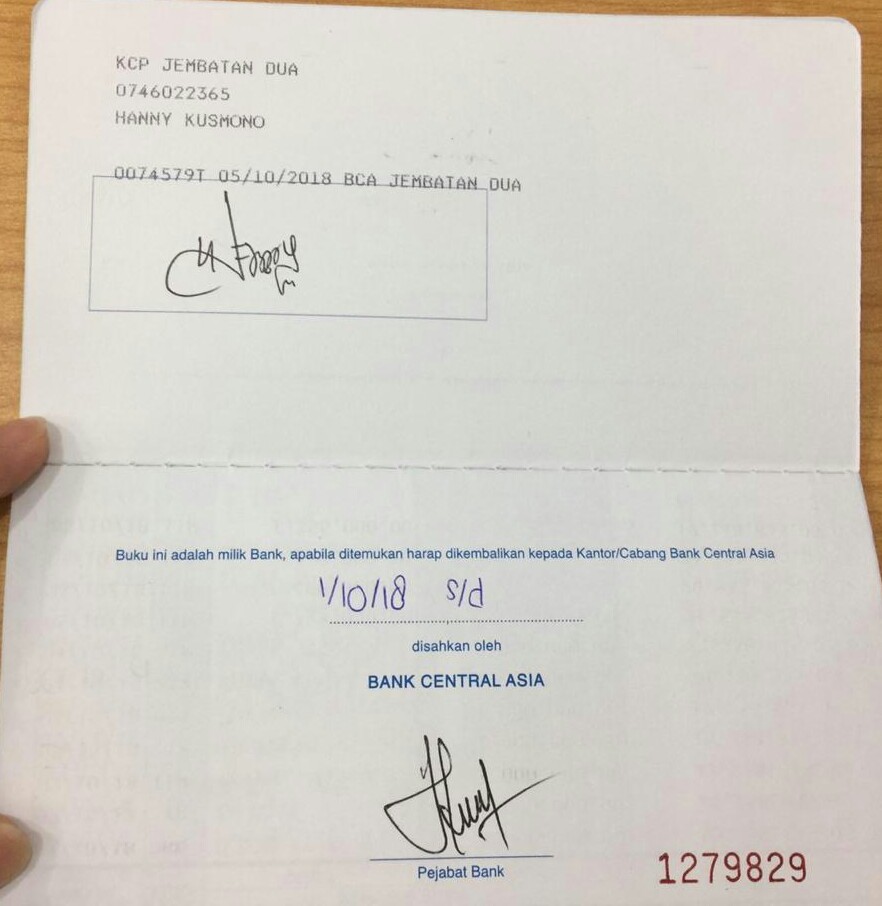 KCP JEMBATAN DUA
0746022365
HANNY KUSMONO
0074579T 05/10/2018 BCA JEMBATAN DUA
Buku ini adalah milik Bank, apabila ditemukan harap dikembalikan kepada Kantor/Cabang Bank Central Asia
1/10/18 s/d
disahkan oleh
BANK CENTRAL ASIA
Pejabat Bank
1279829